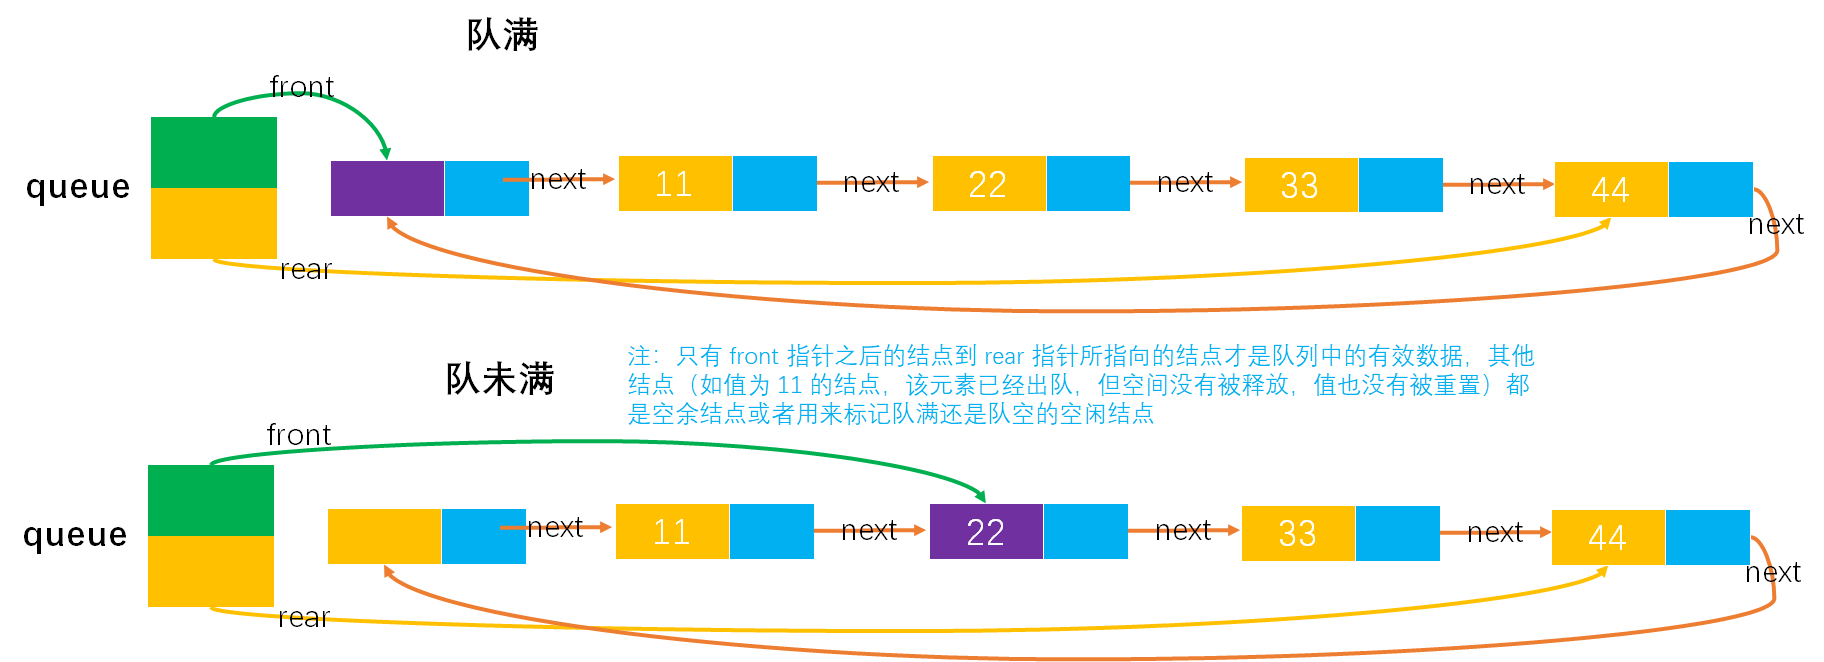 队满
front
queue
next
11
next
22
next
33
next
44
next
rear
注：只有 front 指针之后的结点到 rear 指针所指向的结点才是队列中的有效数据，其他
结点（如值为 11 的结点，该元素已经出队，但空间没有被释放，值也没有被重置）都
是空余结点或者用来标记队满还是队空的空闲结点
队未满
front
queue
next
11
next
22
next
33
next
44
next
rear